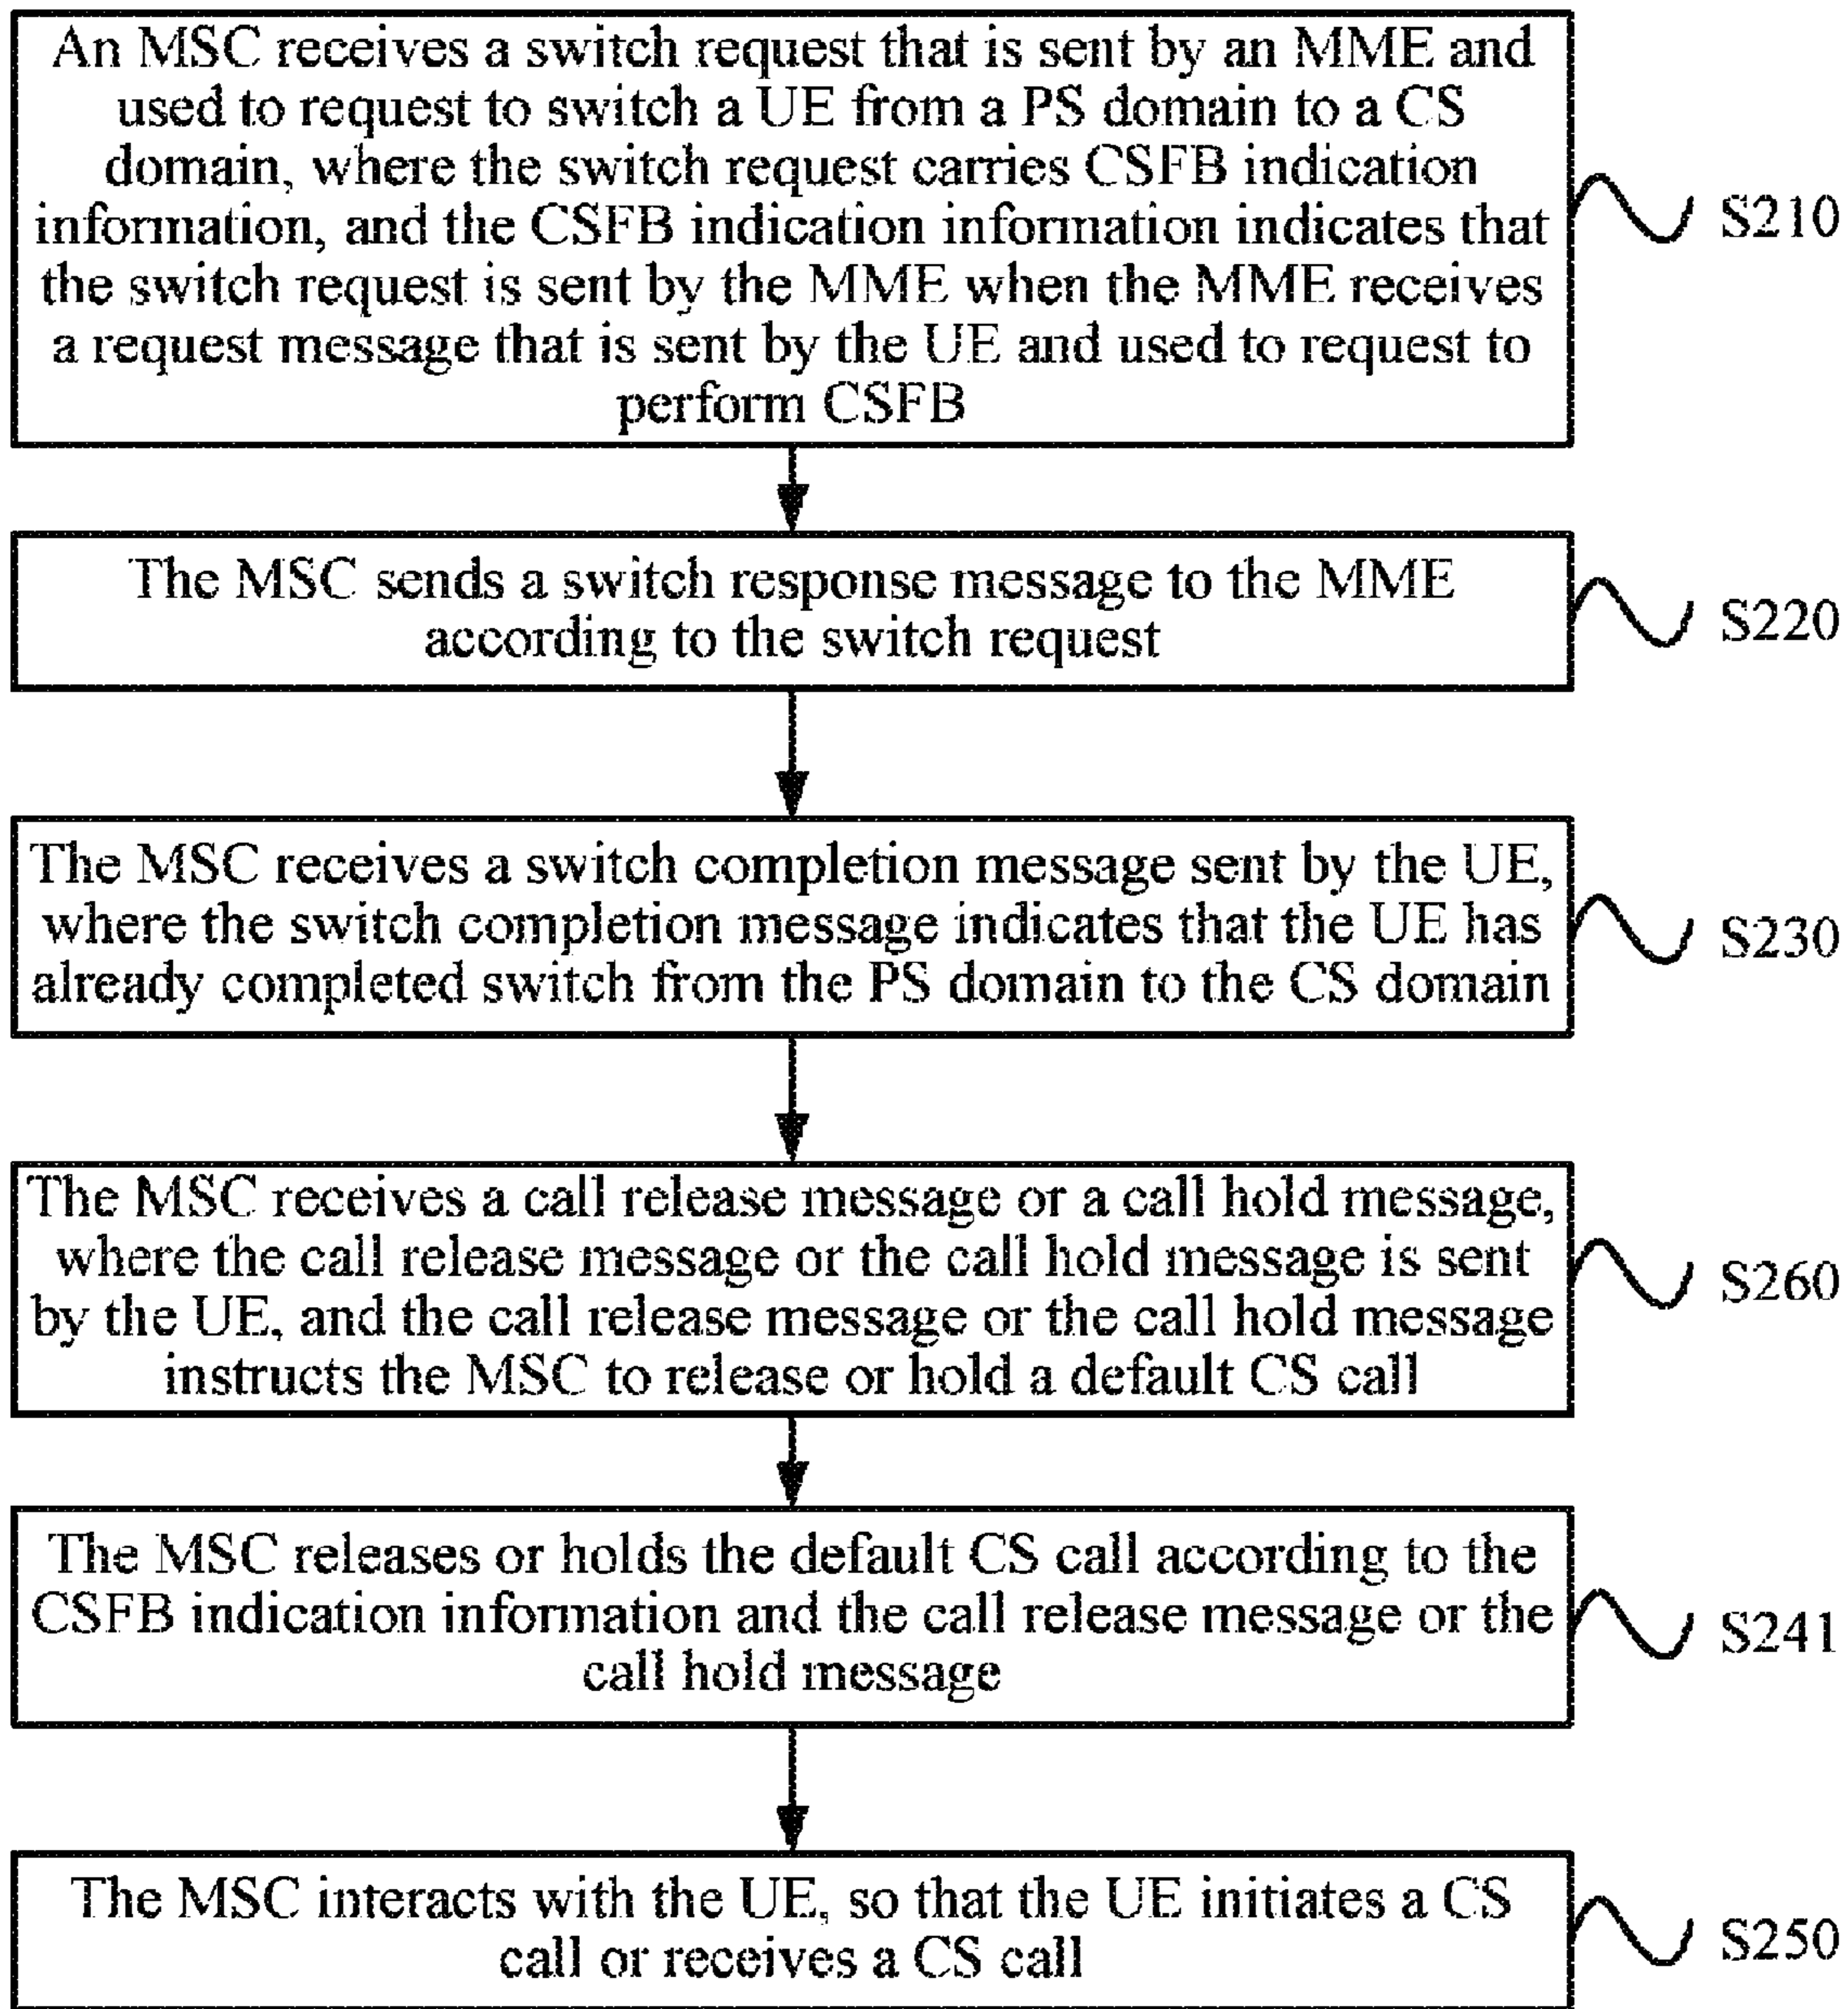 An MSC receives a switch request that is sent by an MME and
used to request to switch a UE from a PS domain to a CS
domain, where the switch request carries CSFB indication
information, and the CSFB indication information indicates that
the switch request is sent by the MME when the MME receives
a request message that is sent by the UE and used to request to
perform CSFB
S210
The MSC sends a switch response message to the MME
according to the switch request
S220
The MSC receives a switch completion message sent by the UE,
where the switch completion message indicates that the UE has
already completed switch from the PS domain to the CS domain
S230
The MSC receives a call release message or a call hold message,
where the call release message or the call hold message is sent
by the UE, and the call release message or the call hold message
instructs the MSC to release or hold a default CS call
S260
The MSC releases or holds the default CS call according to the
CSFB indication information and the call release message or the
call hold message
S241
The MSC interacts with the UE, so that the UE initiates a CS
call or receives a CS call
S250